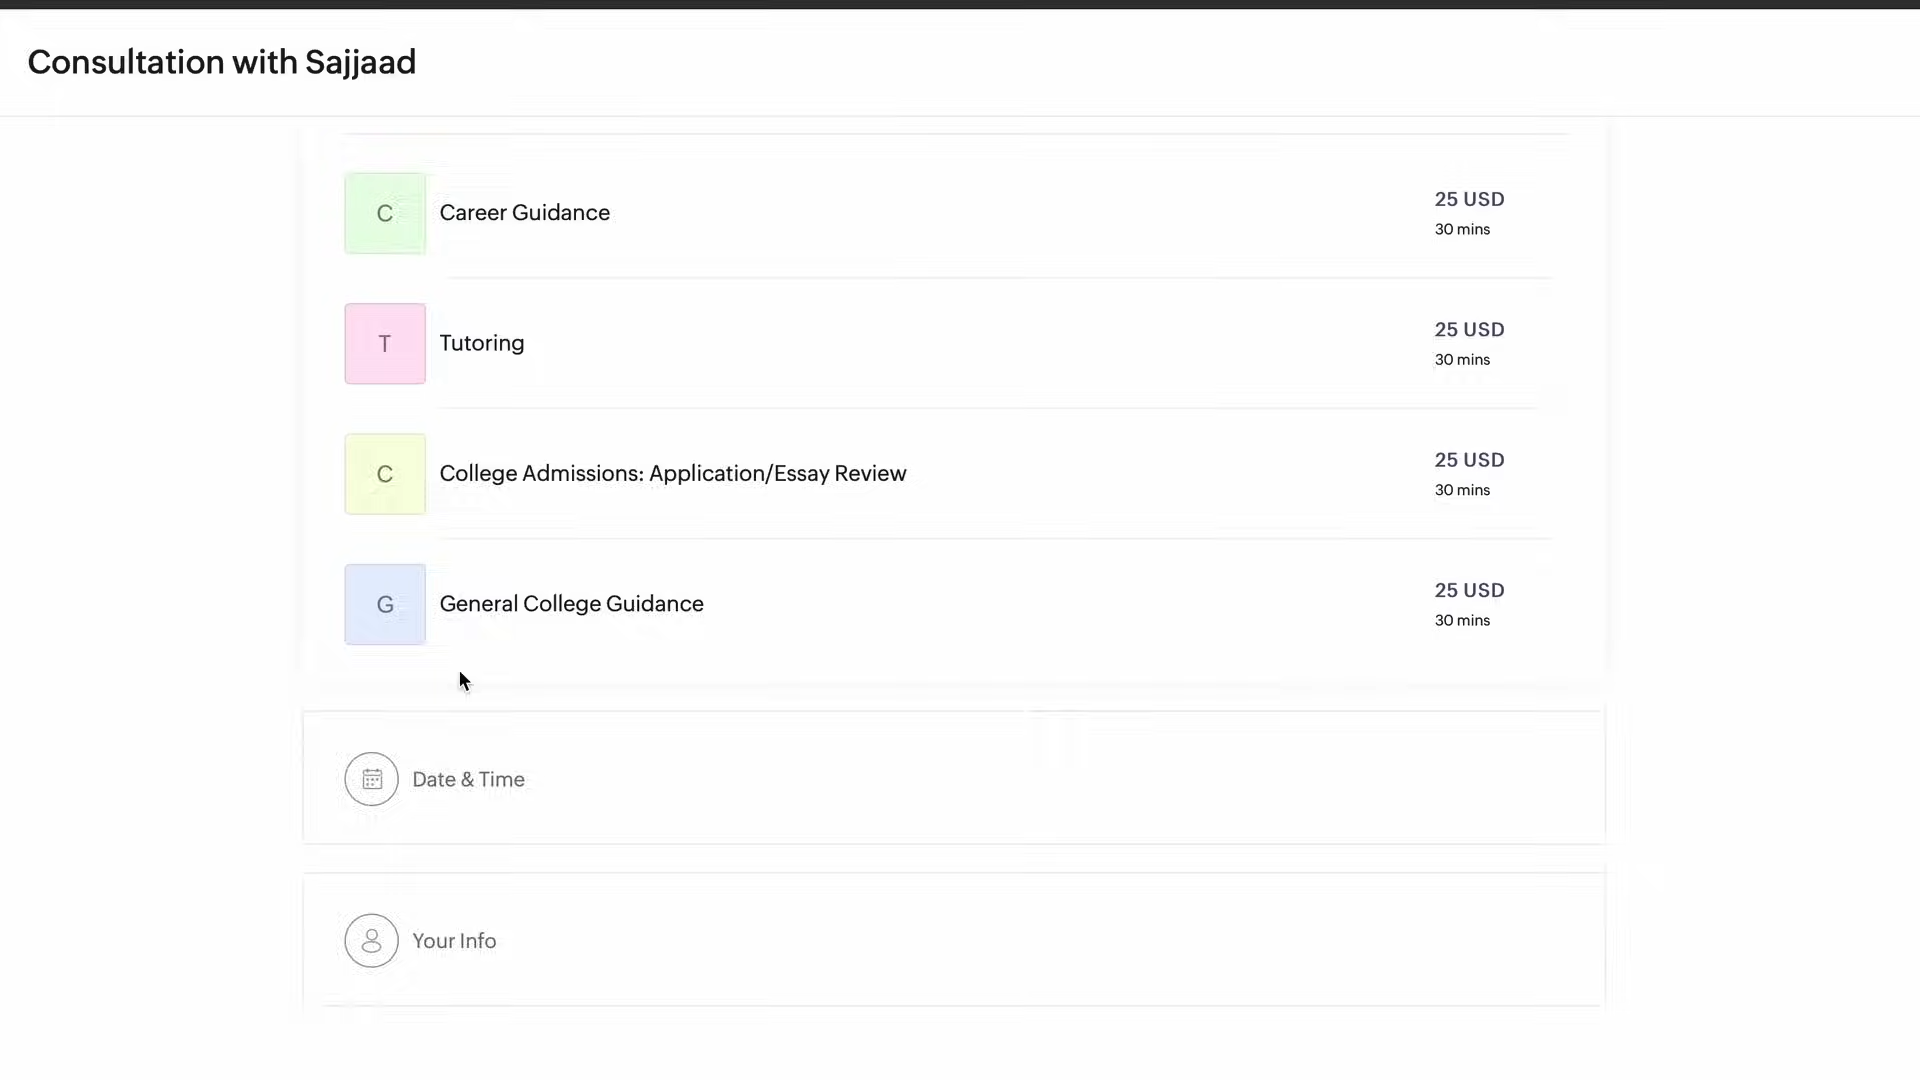 Consultation with Sajjaad
C
Career Guidance
25 USD
30 mins
T
Tutoring
25 USD
30 mins
C
College Admissions: Application/Essay Review
25 USD
30 mins
G
General College Guidance
25 USD
30 mins
Date & Time
Your Info